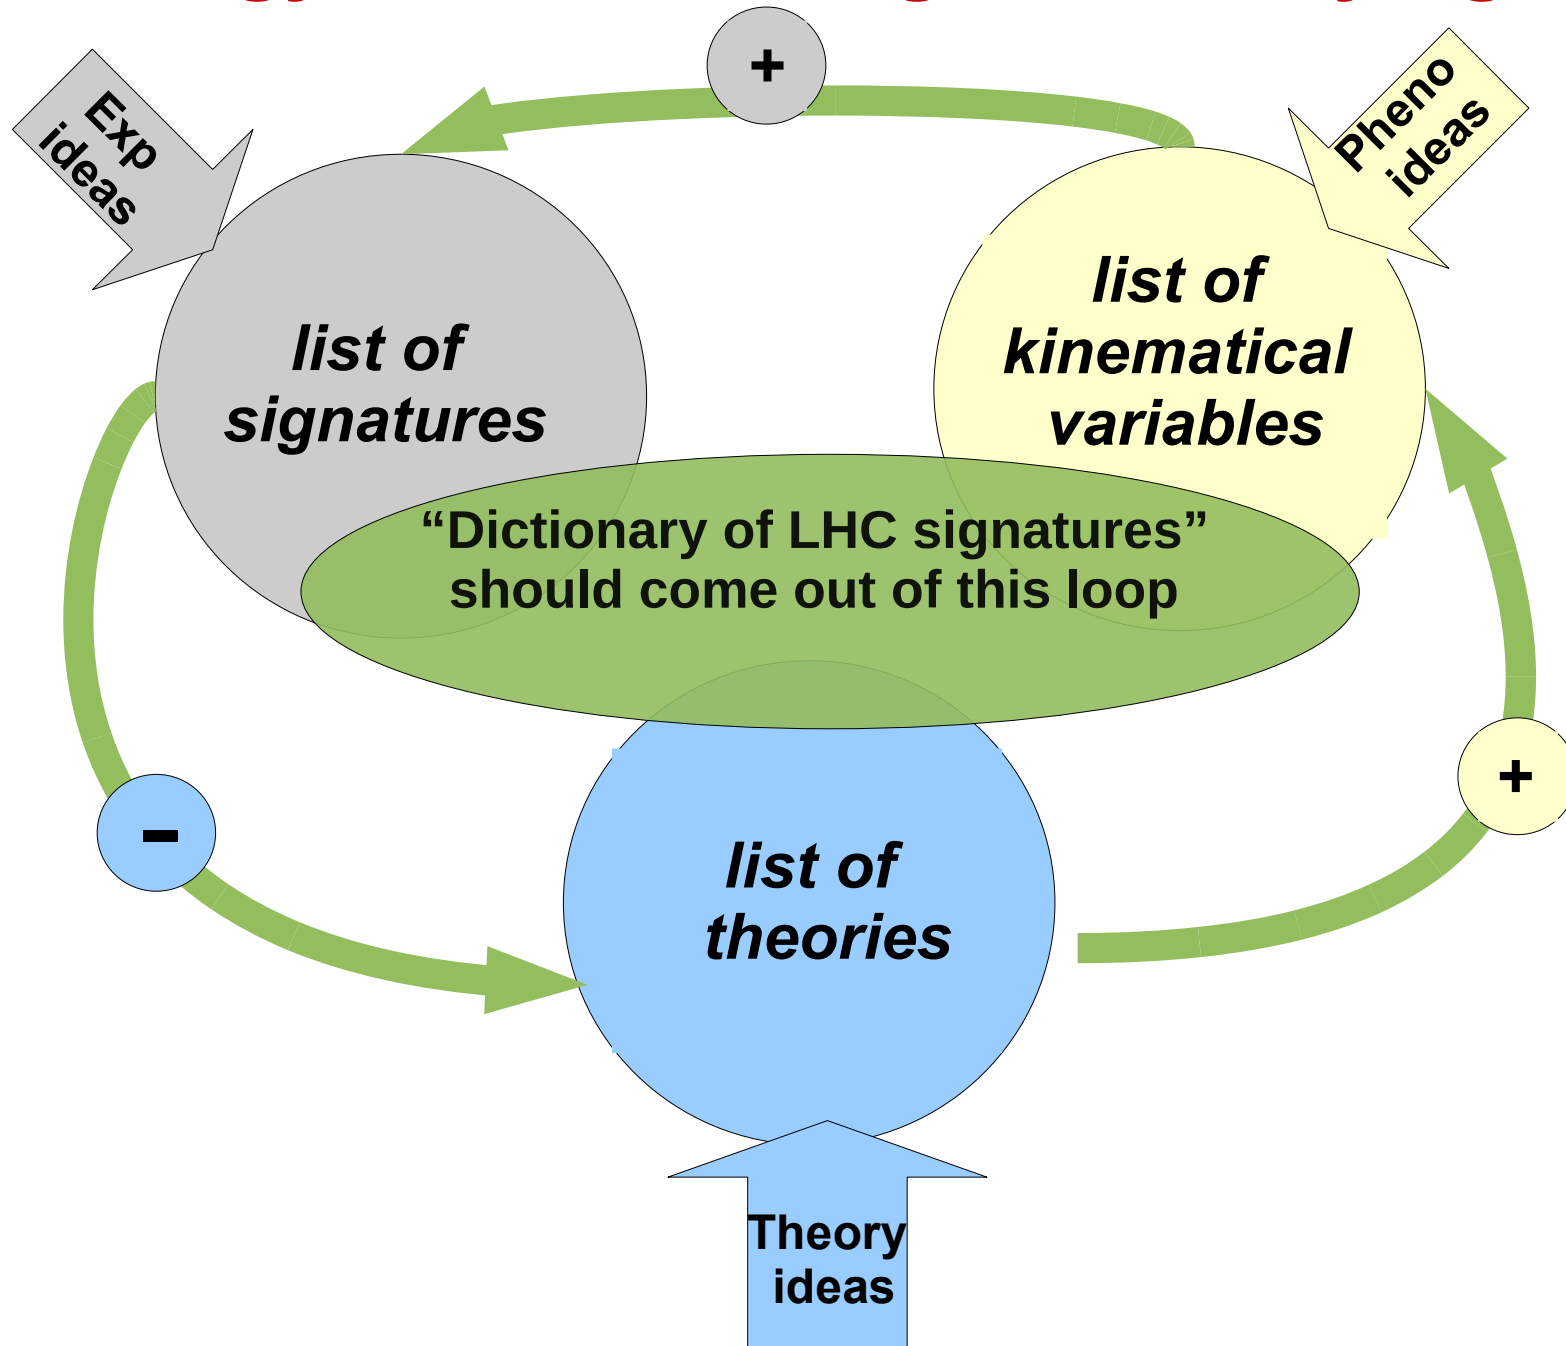 +
Exp
ideas
Pheno
ideas
list of
signatures
list of
kinematical
variables
“Dictionary of LHC signatures”
should come out of this loop
–
+
list of
theories
Theory
ideas